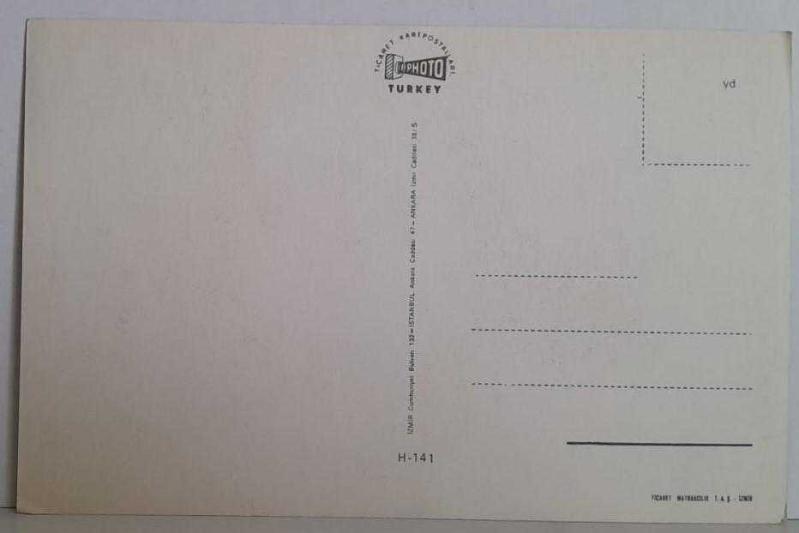 TİCARET KARTPOSTALLARI
PHOTO
TURKEY
yd
İZMİR Cumhuriyet Bulvarı 132 – İSTANBUL Ankara Caddesi 47 – ANKARA İzmir Caddesi 38/5
H-141
TİCARET MATBAACILIK T.A.Ş. - İZMİR